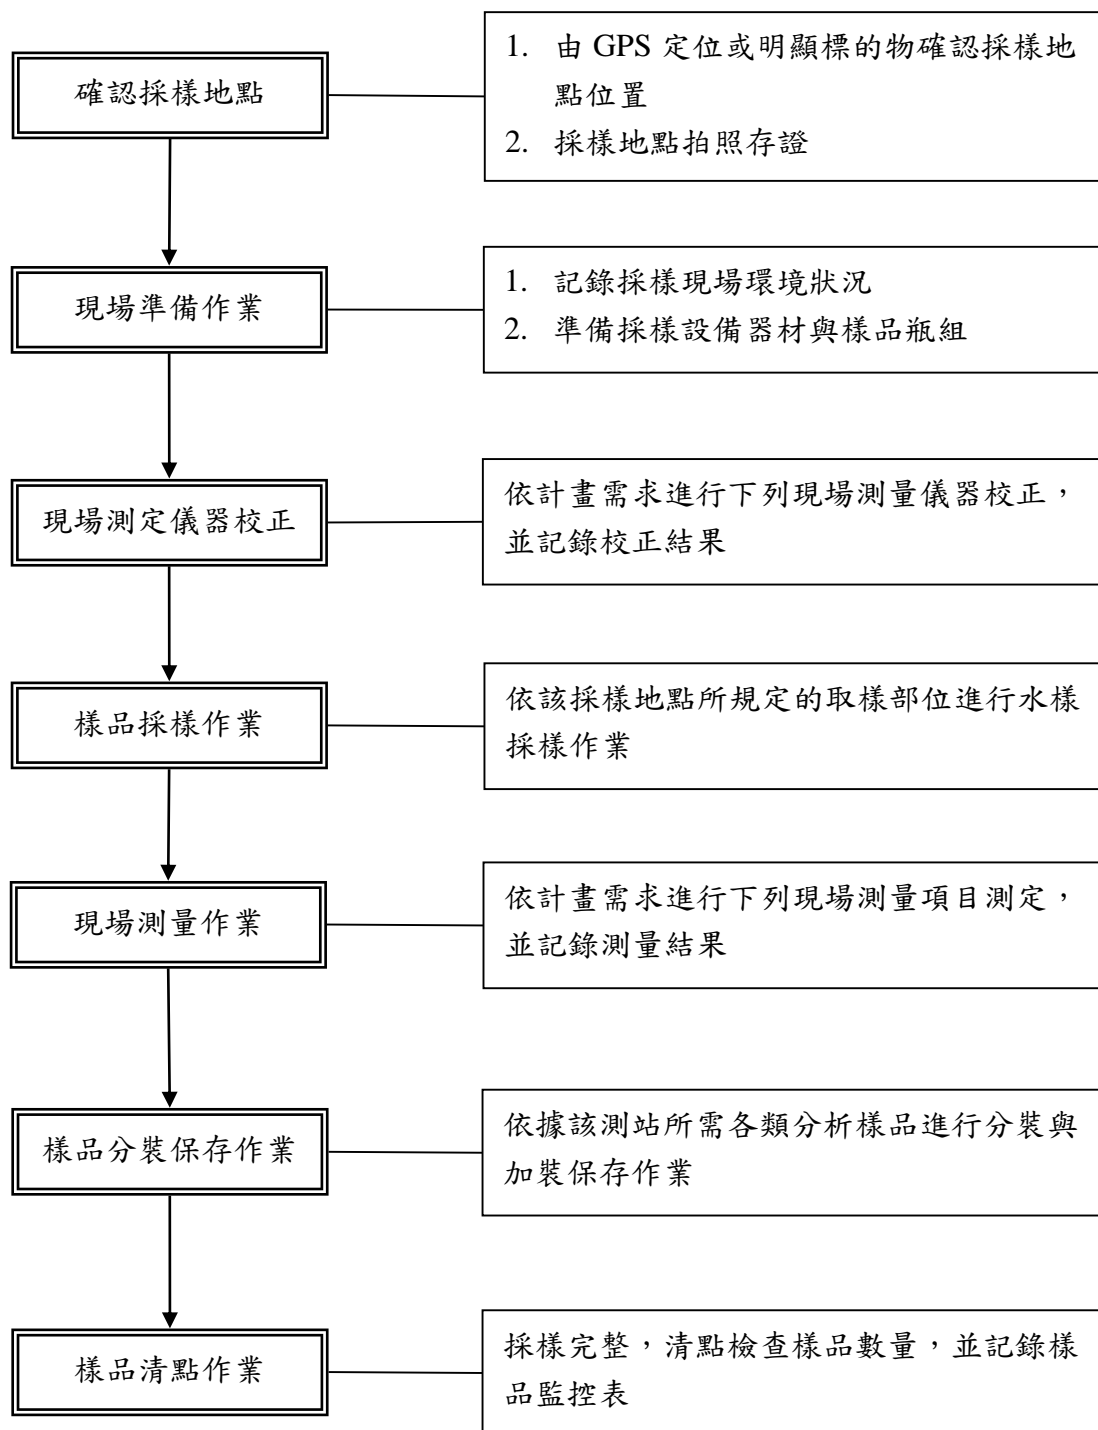 確認採樣地點
1. 由 GPS 定位或明顯標的物確認採樣地
點位置
2. 採樣地點拍照存證
現場準備作業
1. 記錄採樣現場環境狀況
2. 準備採樣設備器材與樣品瓶組
現場測定儀器校正
依計畫需求進行下列現場測量儀器校正，
並記錄校正結果
樣品採樣作業
依該採樣地點所規定的取樣部位進行水樣
採樣作業
現場測量作業
依計畫需求進行下列現場測量項目測定，
並記錄測量結果
樣品分裝保存作業
依據該測站所需各類分析樣品進行分裝與
加裝保存作業
樣品清點作業
採樣完整，清點檢查樣品數量，並記錄樣
品監控表